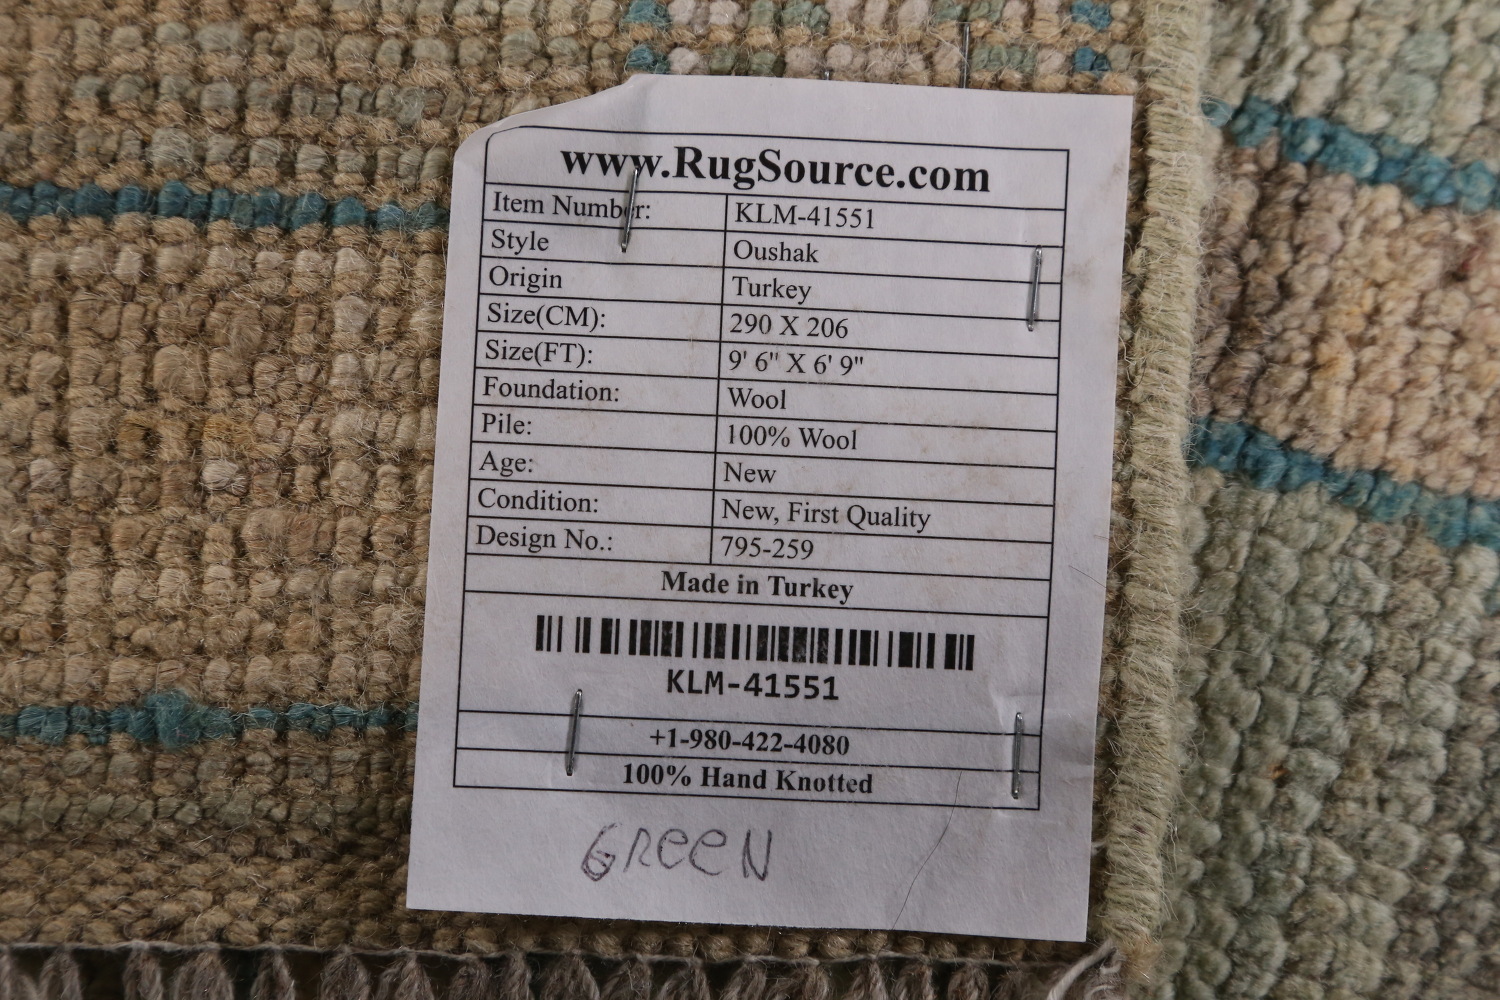 www.RugSource.com
Item Number: KLM-41551
Style Oushak
Origin Turkey
Size(CM): 290 X 206
Size(FT): 9' 6" X 6' 9"
Foundation: Wool
Pile: 100% Wool
Age: New
Condition: New, First Quality
Design No.: 795-259
Made in Turkey
KLM-41551
+1-980-422-4080
100% Hand Knotted
GReeN